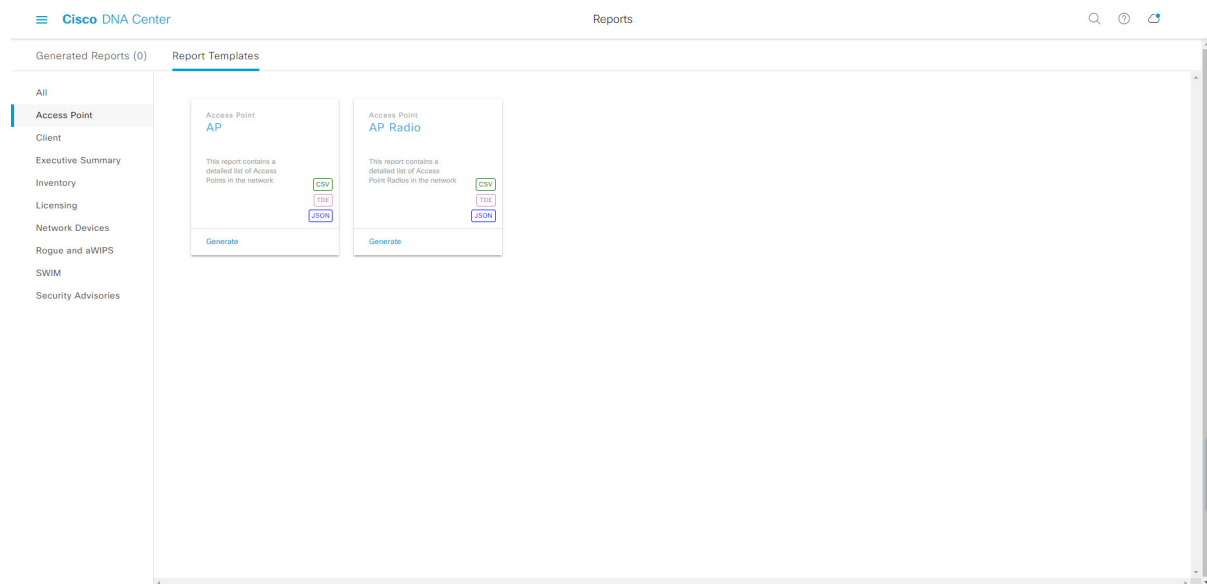 Cisco DNA Center
Reports
Generated Reports (0)
Report Templates
All
Access Point
Client
Executive Summary
Inventory
Licensing
Network Devices
Rogue and aWIPS
SWIM
Security Advisories
Access Point
AP
This report contains a
detailed list of Access
Points in the network
CSV
TDE
JSON
Generate
Access Point
AP Radio
This report contains a
detailed list of Access
Point Radios in the network
CSV
TDE
JSON
Generate